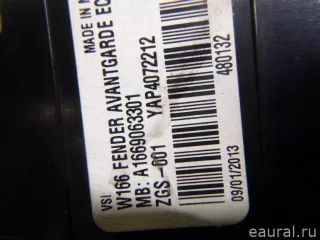 MADE IN M
VSI
W166 FENDER AVANTGARDE EC
MB: A1669063301
ZGS -001 YAP4072212
480132
09/01/2013
eaural.ru